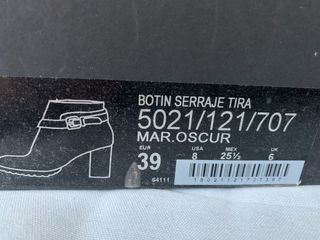 BOTIN SERRAJE TIRA
5021/121/707
MAR.OSCUR
EUR USA MEX UK
39 8 25½ 6
64111